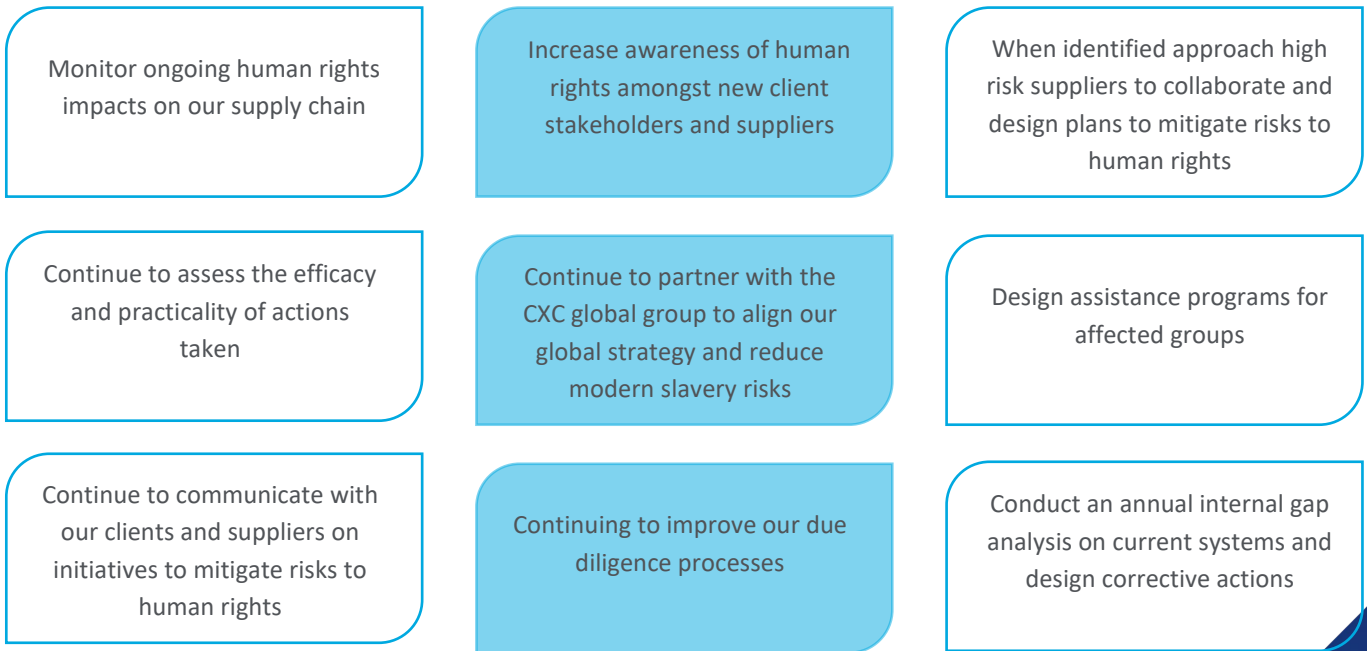 Monitor ongoing human rights
impacts on our supply chain
Increase awareness of human
rights amongst new client
stakeholders and suppliers
When identified approach high
risk suppliers to collaborate and
design plans to mitigate risks to
human rights
Continue to assess the efficacy
and practicality of actions
taken
Continue to partner with the
CXC global group to align our
global strategy and reduce
modern slavery risks
Design assistance programs for
affected groups
Continue to communicate with
our clients and suppliers on
initiatives to mitigate risks to
human rights
Continuing to improve our due
diligence processes
Conduct an annual internal gap
analysis on current systems and
design corrective actions